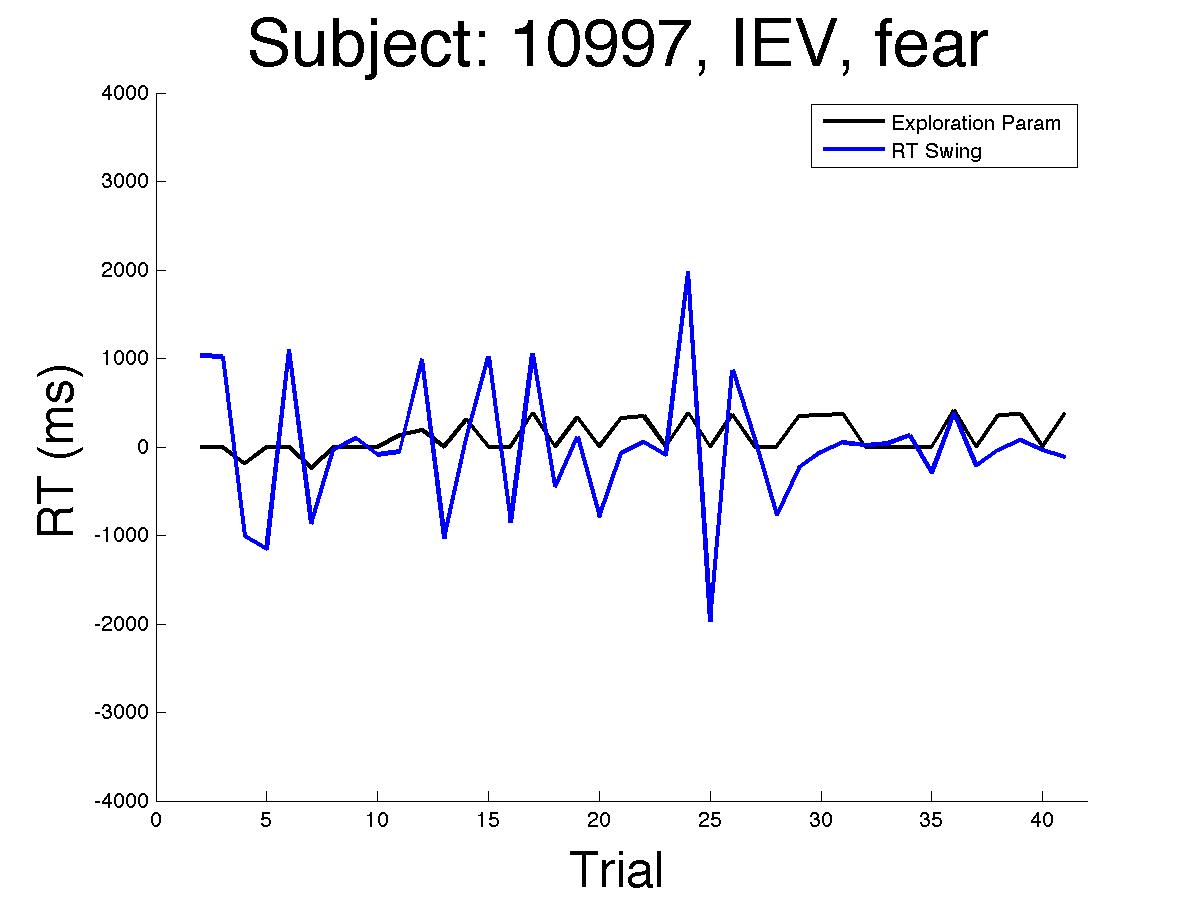 Subject: 10997, IEV, fear
Exploration Param
RT Swing
4000
3000
2000
1000
0
-1000
-2000
-3000
-4000
RT (ms)
0 5 10 15 20 25 30 35 40
Trial